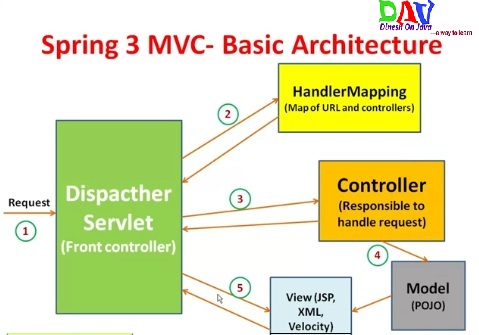 DAV
Dinesh On Java
...a way to learn
Spring 3 MVC- Basic Architecture
HandlerMapping
(Map of URL and controllers)
2
Request
1
Dispacther
Servlet
(Front controller)
3
Controller
(Responsible to
handle request)
4
5
View (JSP,
XML,
Velocity)
Model
(POJO)